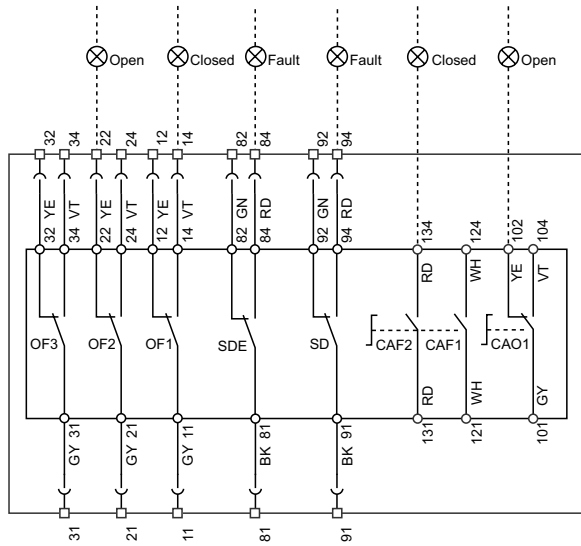 Open Closed Fault Fault Closed Open
32 34 22 24 12 14 82 84 92 94
YE VT YE VT YE VT GN RD GN RD
32 34 22 24 12 14 82 84 92 94 134 124 102 104
RD WH YE VT
OF3 OF2 OF1 SDE SD CAF2 CAF1 CAO1
RD WH GY
31 21 11 81 91 131 121 101
GY GY GY BK BK
31 21 11 81 91